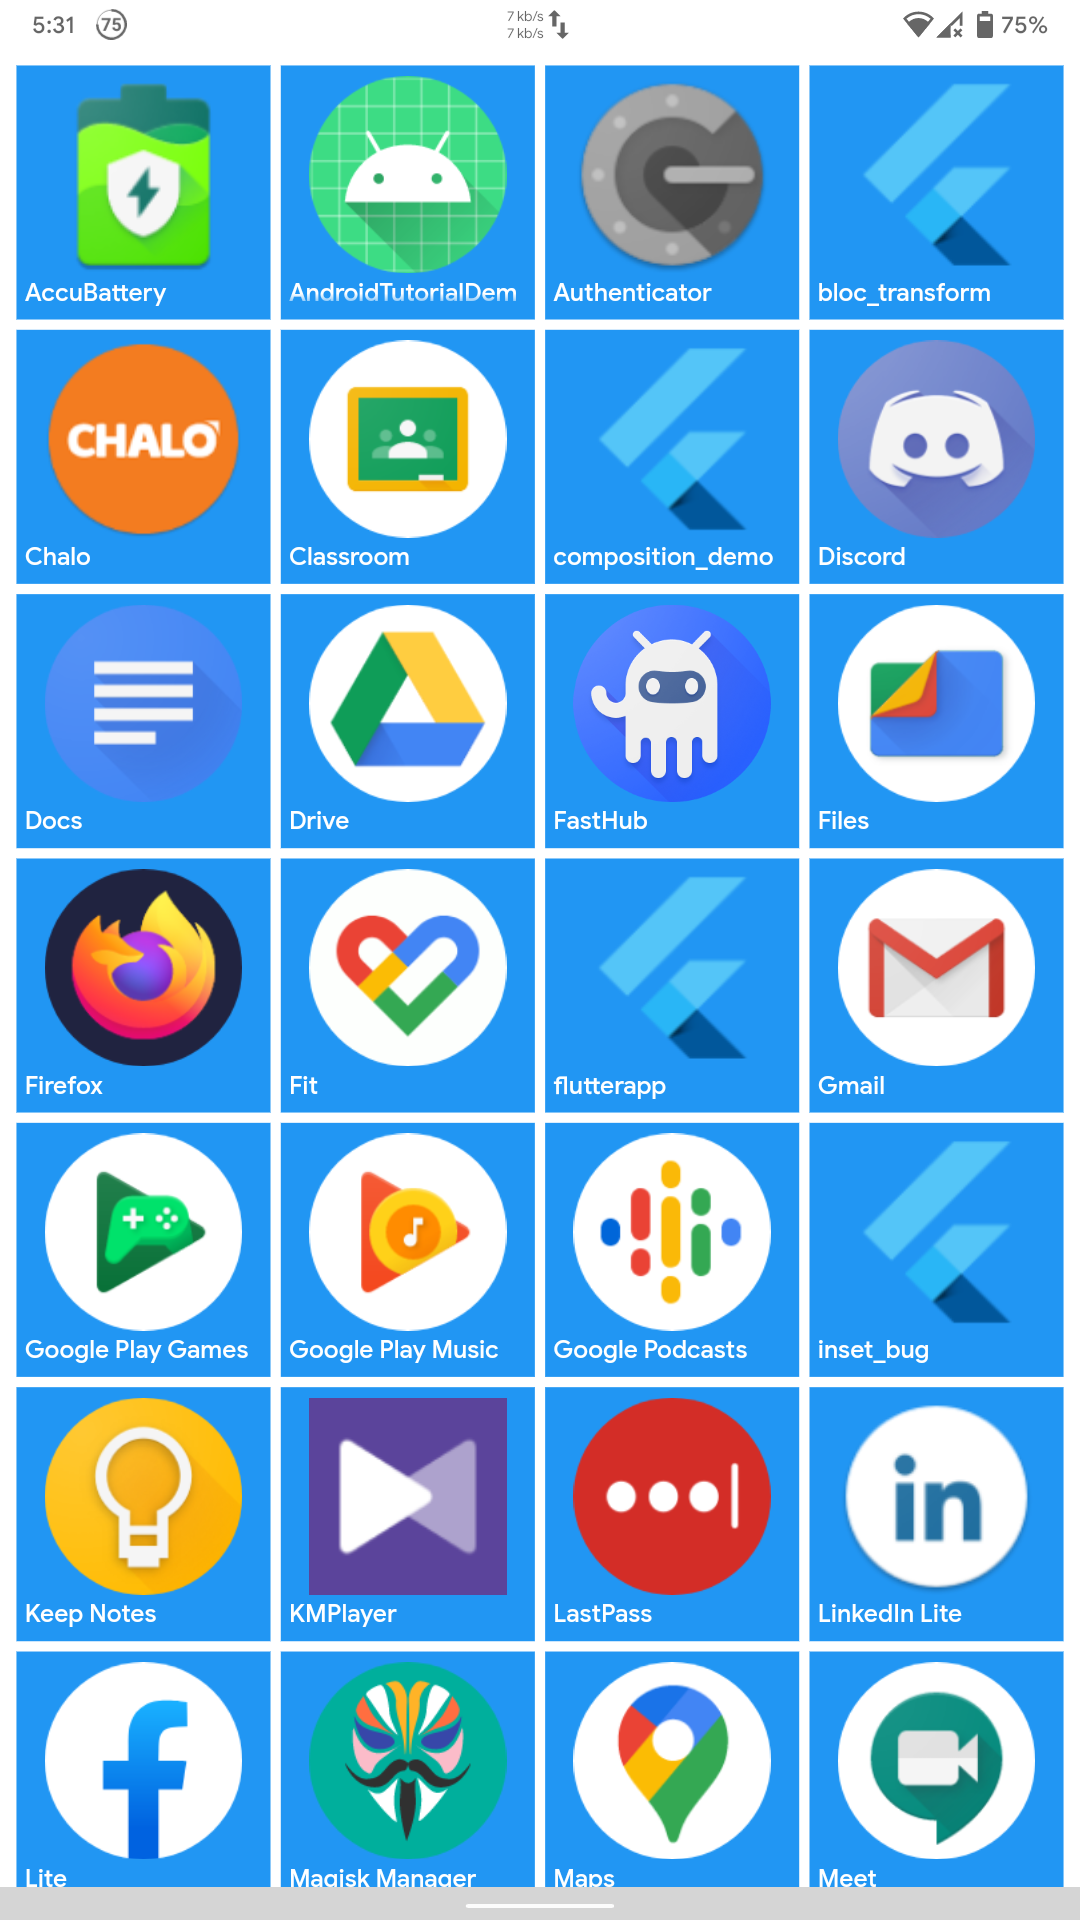 5:31 75 7 kb/s 75%
7 kb/s
AccuBattery AndroidTutorialDem Authenticator bloc_transform
CHALO
Chalo Classroom composition_demo Discord
Docs Drive FastHub Files
Firefox Fit flutterapp Gmail
Google Play Games Google Play Music Google Podcasts inset_bug
in
Keep Notes KMPlayer LastPass LinkedIn Lite
Lite Magisk Manager Maps Meet